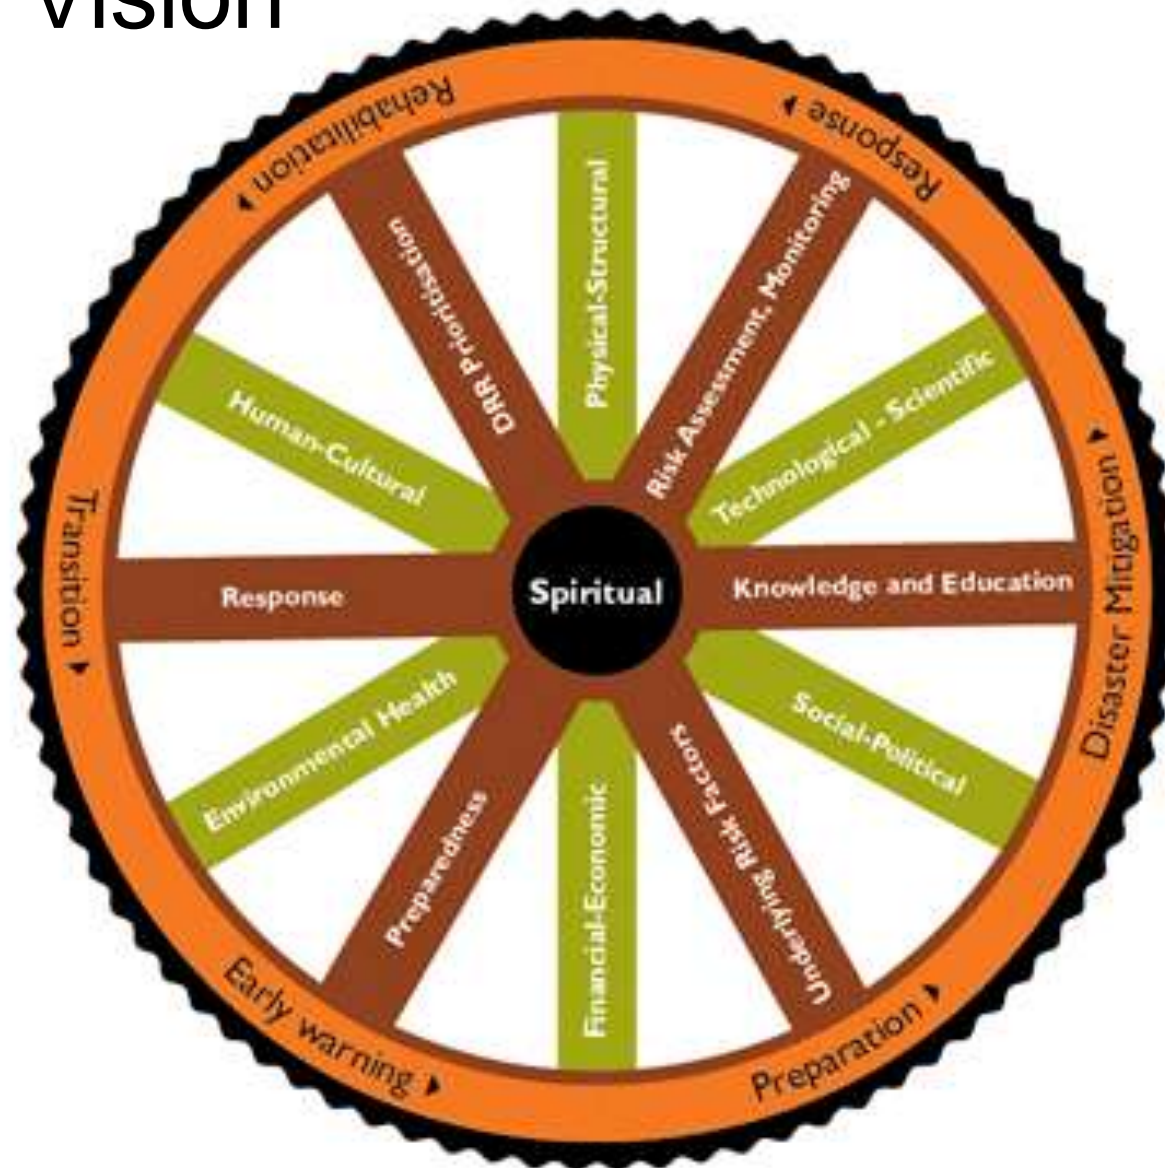 Vision
Rehabilitation
Response
Disaster Mitigation
Preparation
Early warning
Transition
Physical-Structural
Risk Assessment, Monitoring
Technological - Scientific
Knowledge and Education
Social-Political
Underlying Risk Factors
Financial-Economic
Preparedness
Environmental Health
Response
Human-Cultural
DRR Prioritisation
Spiritual